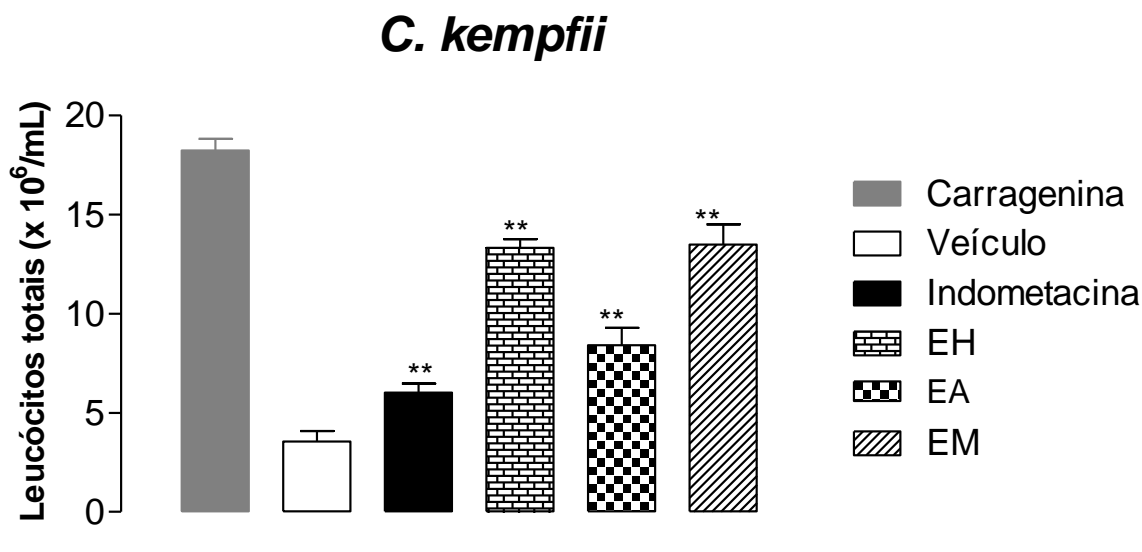 C. kempfii
Leucócitos totais (x 10⁶/mL)
20
15
10
5
0
**
**
**
**
Carragenina
Veículo
Indometacina
EH
EA
EM